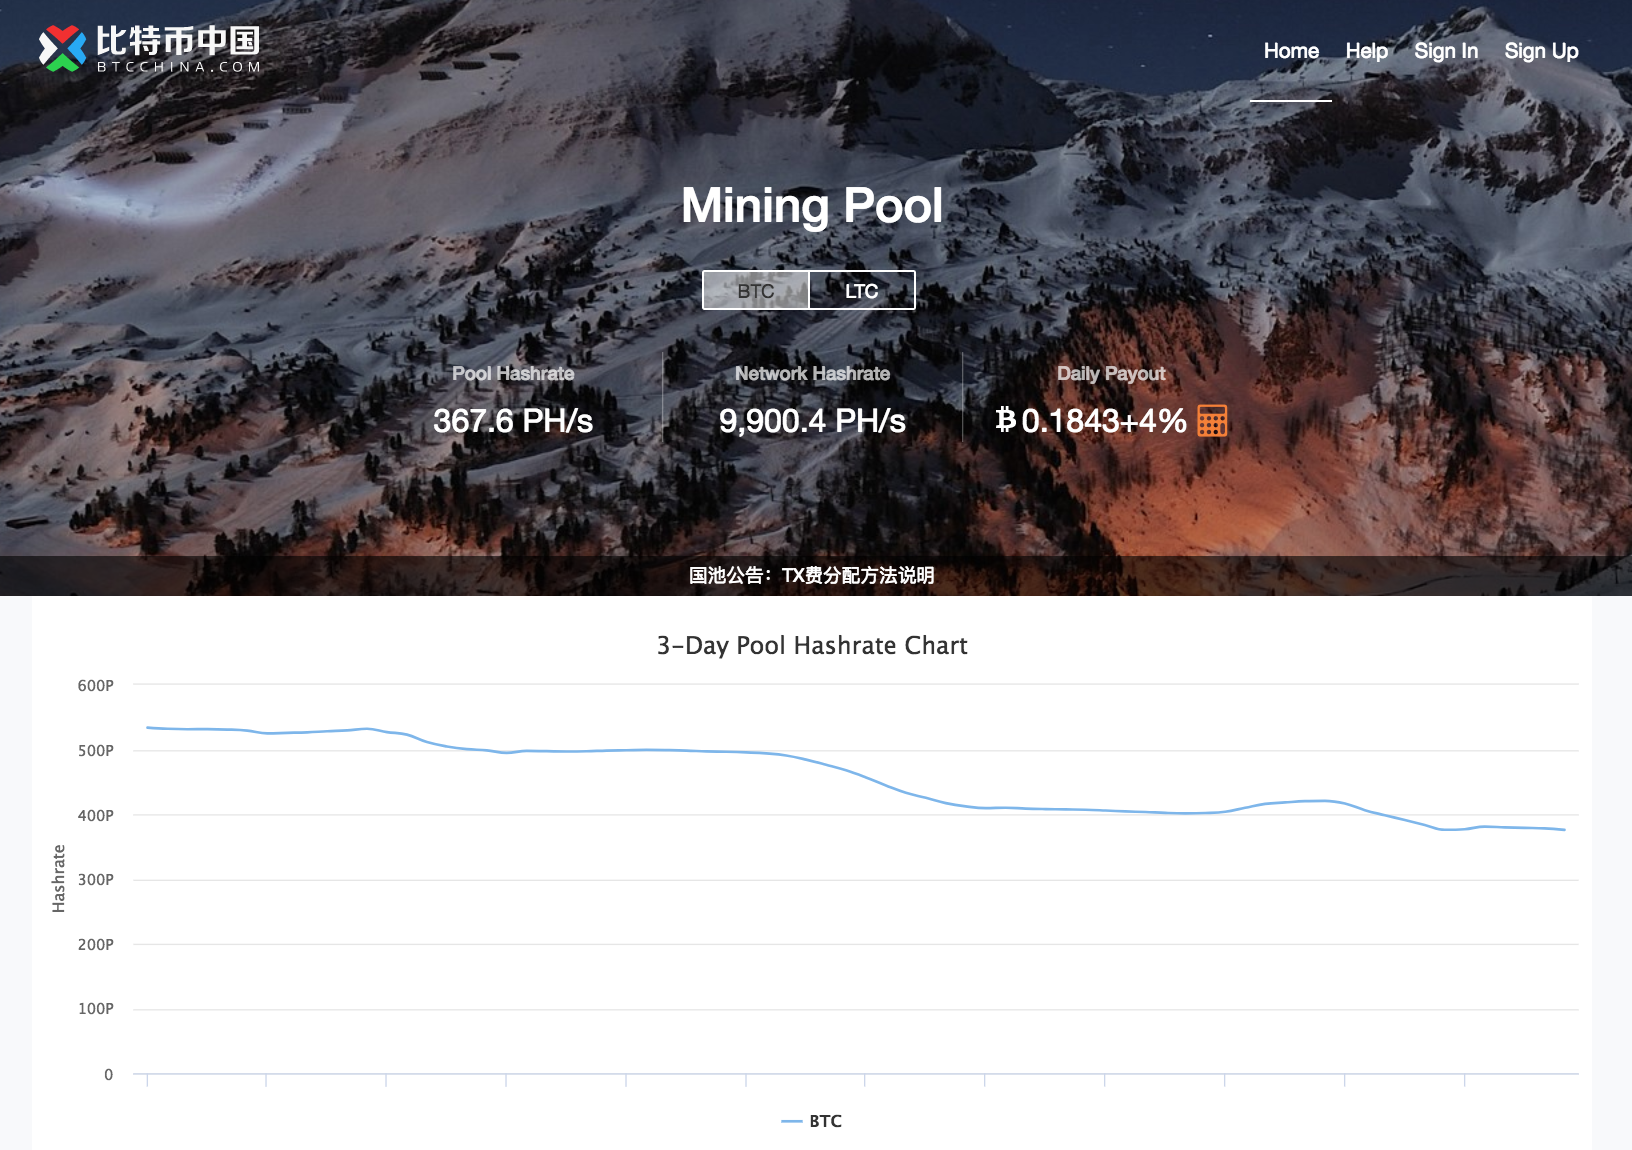 比特币中国
BTCCHINA.COM
Home Help Sign In Sign Up
Mining Pool
BTC LTC
Pool Hashrate Network Hashrate Daily Payout
367.6 PH/s 9,900.4 PH/s ₿0.1843+4%
国池公告：TX费分配方法说明
3-Day Pool Hashrate Chart
600P
500P
400P
300P
200P
100P
0
Hashrate
BTC